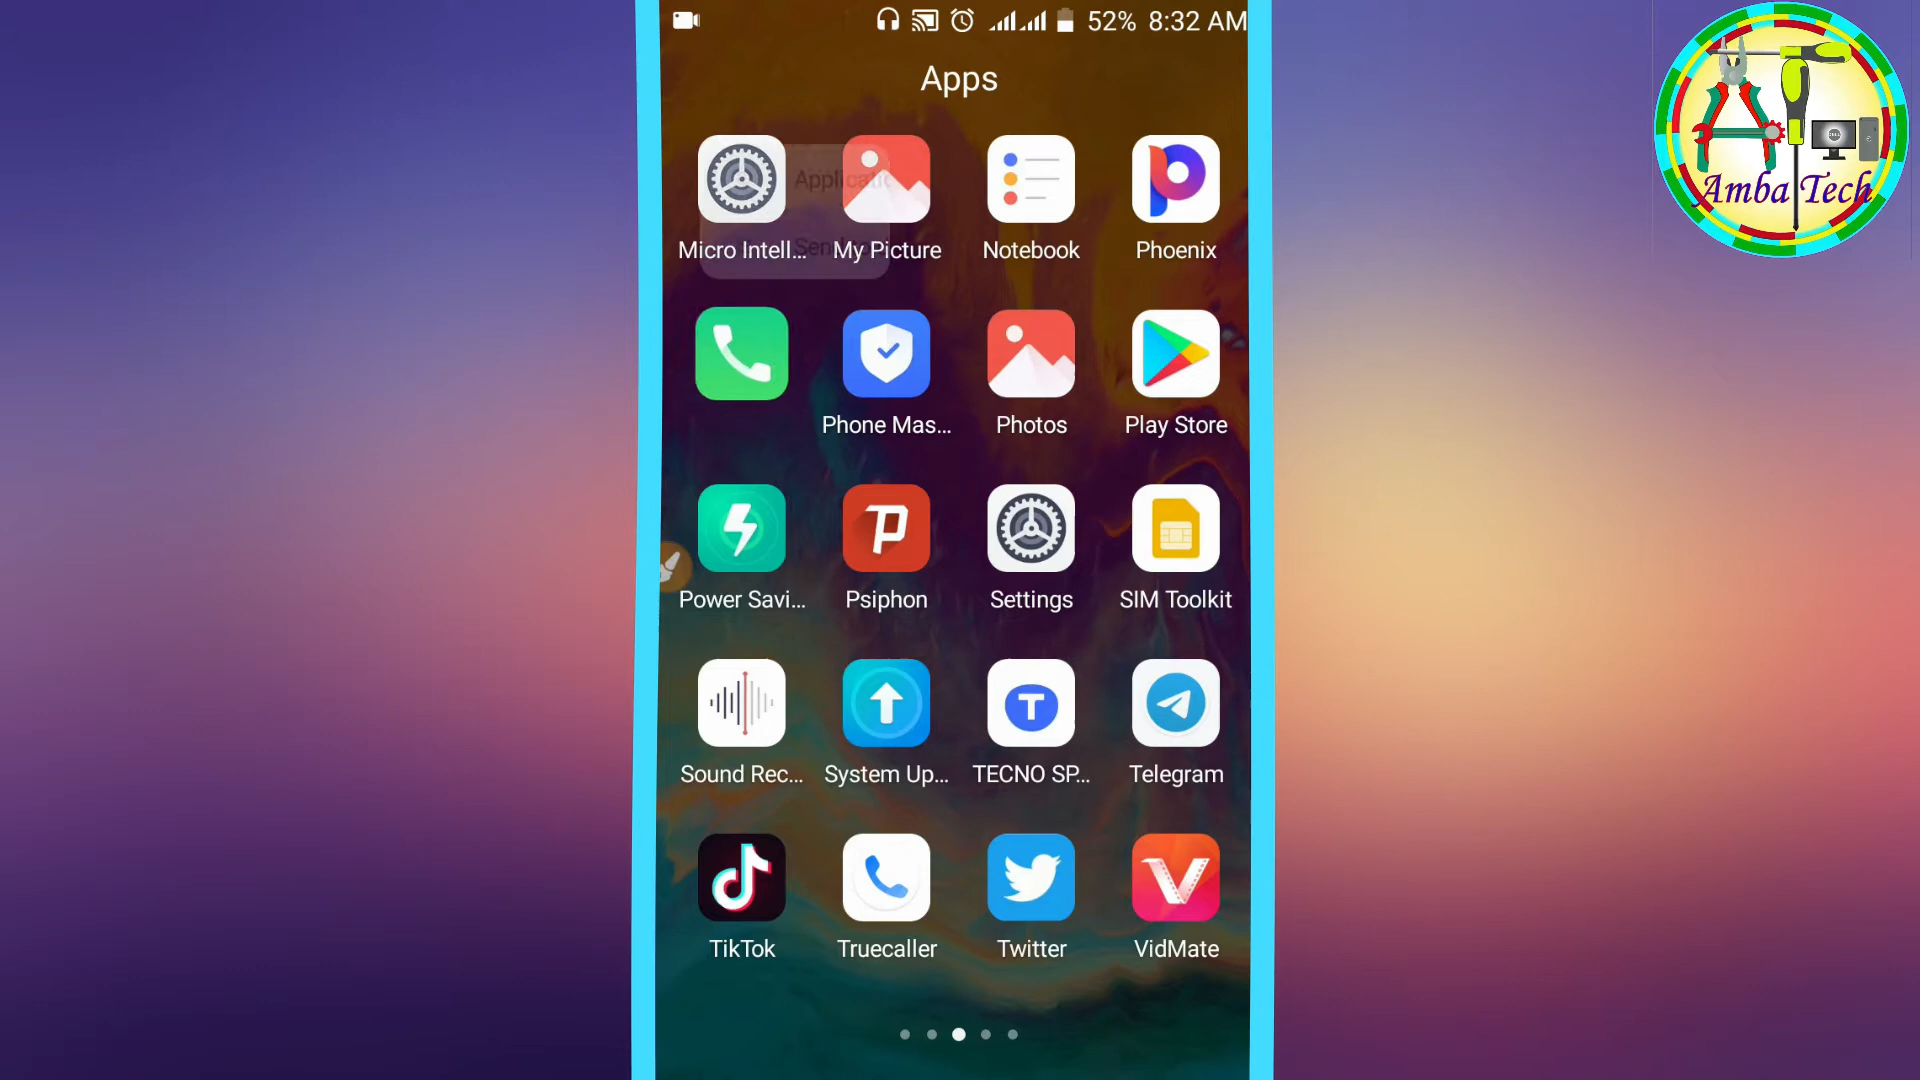 52% 8:32 AM
Apps
Micro Intell... My Picture Notebook Phoenix
Phone Mas... Photos Play Store
Power Savi... Psiphon Settings SIM Toolkit
Sound Rec... System Up... TECNO SP... Telegram
TikTok Truecaller Twitter VidMate
Amba Tech